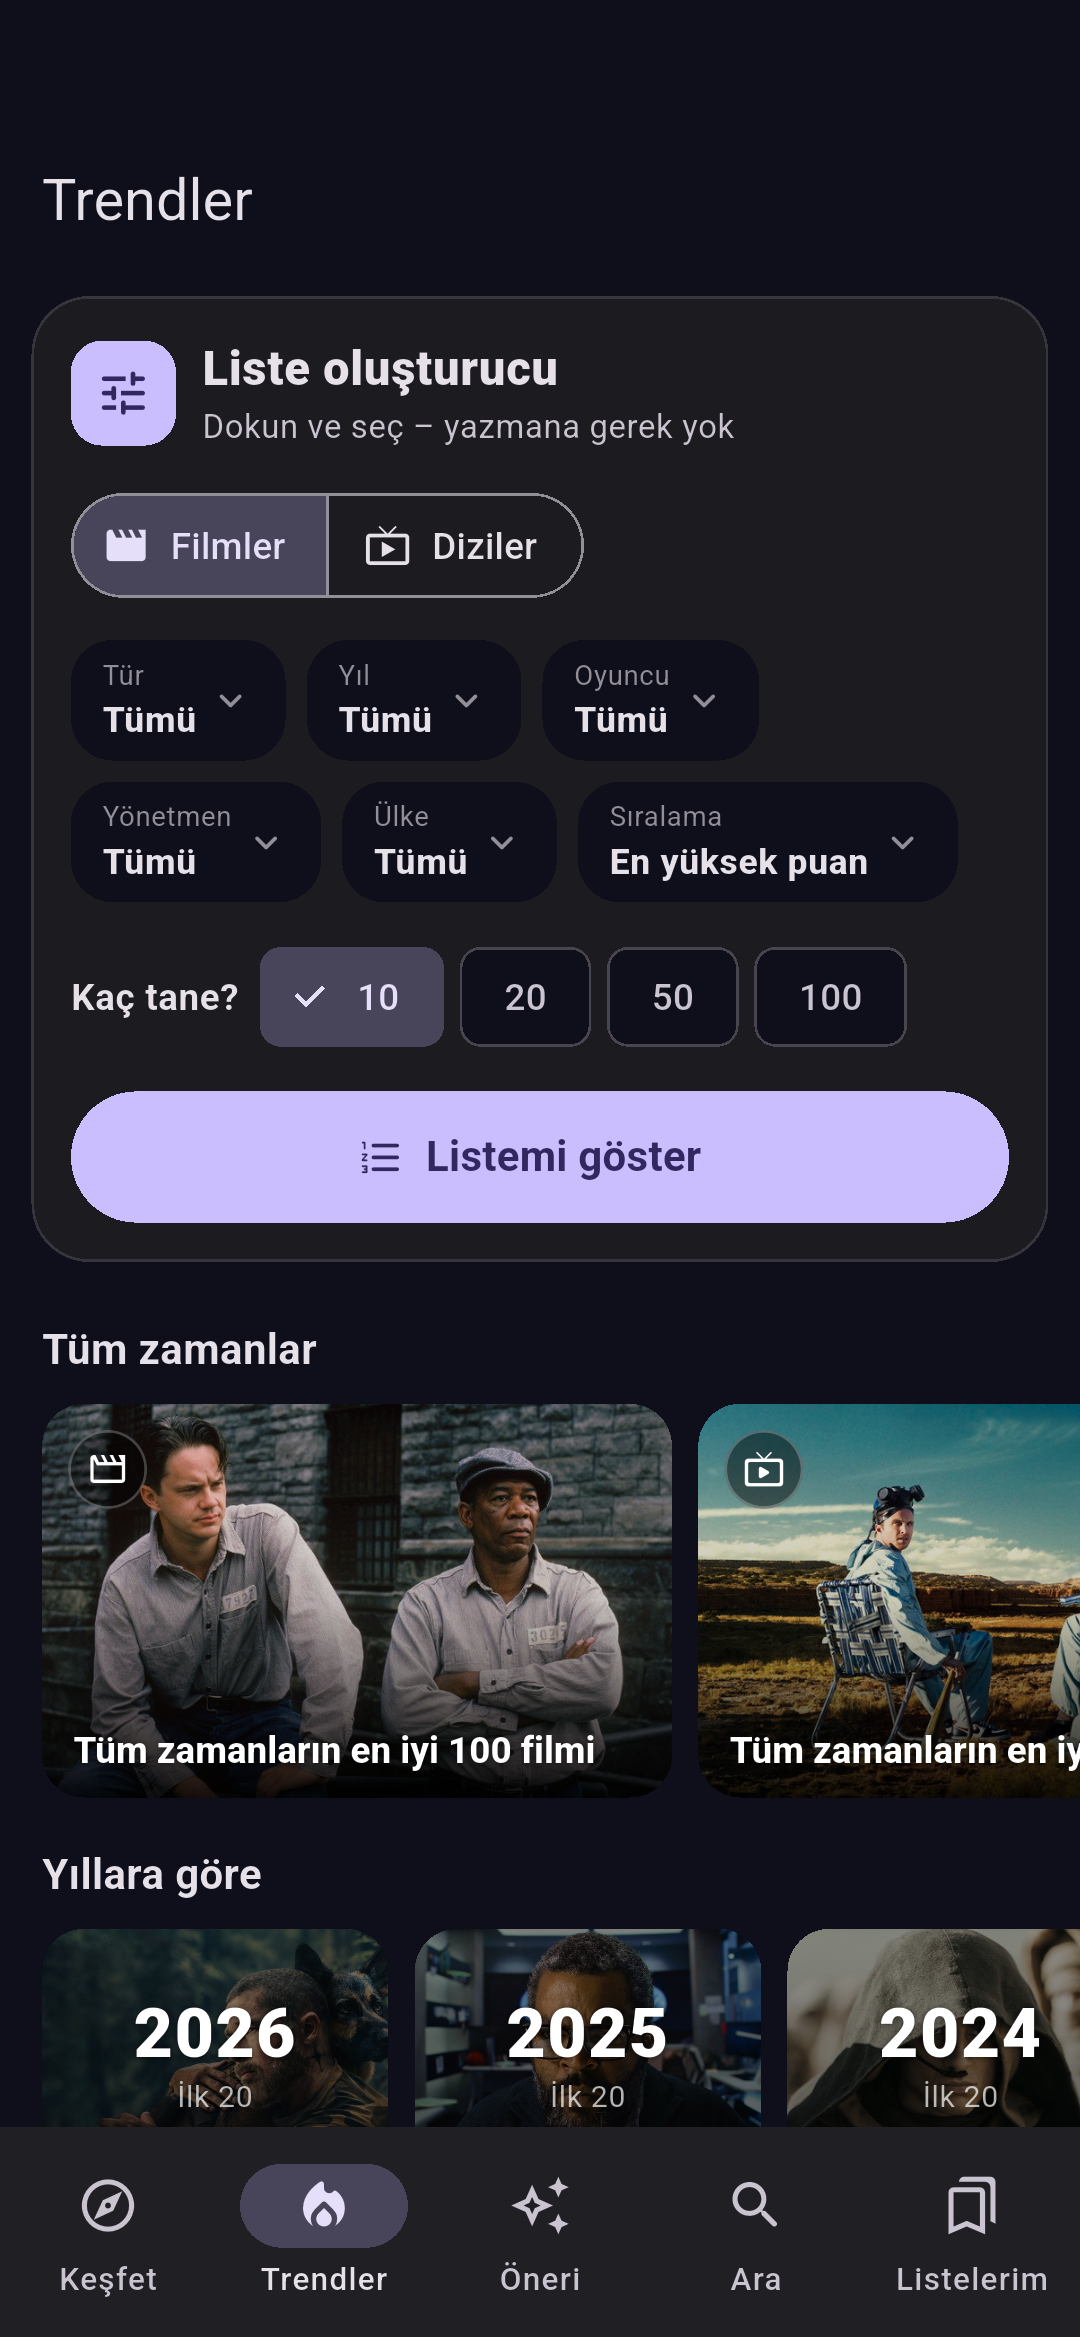 Trendler
Liste oluşturucu
Dokun ve seç – yazmana gerek yok
Filmler
Diziler
Tür
Tümü
Yıl
Tümü
Oyuncu
Tümü
Yönetmen
Tümü
Ülke
Tümü
Sıralama
En yüksek puan
Kaç tane?
10
20
50
100
Listemi göster
Tüm zamanlar
Tüm zamanların en iyi 100 filmi
Tüm zamanların en iy
Yıllara göre
2026
İlk 20
2025
İlk 20
2024
İlk 20
Keşfet
Trendler
Öneri
Ara
Listelerim